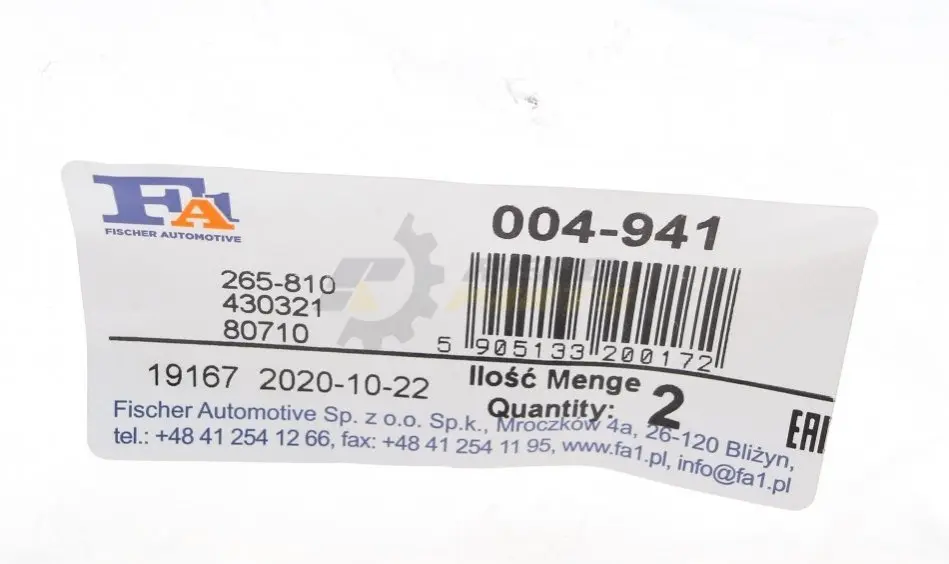 FA1
FISCHER AUTOMOTIVE
004-941
265-810
430321
80710
5 905133 200172
19167 2020-10-22
Ilość Menge
Quantity: 2
EAC
Fischer Automotive Sp. z o.o. Sp.k., Mroczków 4a, 26-120 Bliżyn,
tel.: +48 41 254 12 66, fax: +48 41 254 11 95, www.fa1.pl, info@fa1.pl